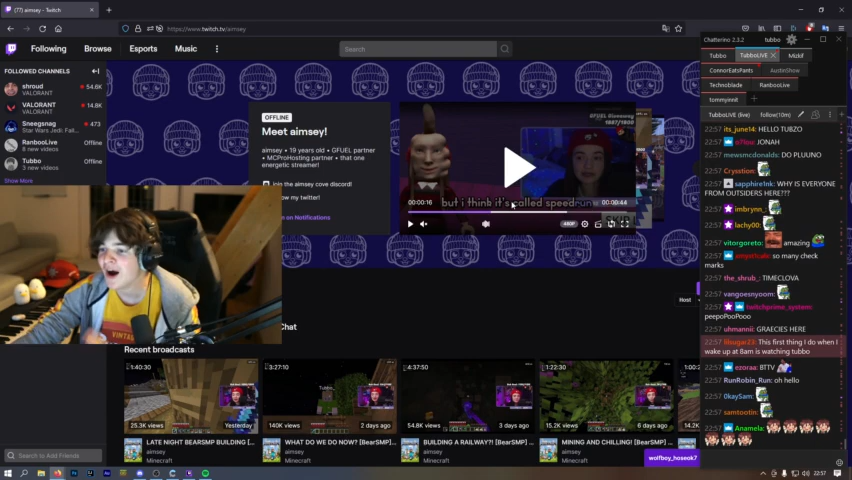 (77) aimsey - Twitch
https://www.twitch.tv/aimsey
Following
Browse
Esports
Music
Search
FOLLOWED CHANNELS
shroud
VALORANT
54.6K
VALORANT
VALORANT
14.8K
Sneegsnag
Star Wars Jedi: Fall...
473
RanbooLive
8 new videos
Offline
Tubbo
3 new videos
Offline
Show More
OFFLINE
Meet aimsey!
aimsey • 19 years old • GFUEL partner
• MCProHosting partner • that one
energetic streamer!
join the aimsey cove discord!
my twitter!
on Notifications
but i think it's called speedrunn
00:00:16
00:00:44
480P
Host
Chat
Recent broadcasts
1:40:30
25.3K views
Yesterday
LATE NIGHT BEARSMP BUILDING [...
aimsey
Minecraft
3:27:10
140K views
2 days ago
WHAT DO WE DO NOW? [BearSMP...
aimsey
Minecraft
4:37:50
54.8K views
3 days ago
BUILDING A RAILWAY?! [BearSMP...
aimsey
Minecraft
1:22:30
15.2K views
6 days ago
MINING AND CHILLING! [BearSMP ...
aimsey
Minecraft
wolfboy_hoseok7
Search to Add Friends
VINTAGE
Chatterino 2.3.2
tubbo
Tubbo
TubboLIVE
Mizkif
ConnorEatsPants
AustinShow
Technoblade
RanbooLive
tommyinnit
TubboLIVE (live)
follow(10m)
22:57 its_june14: HELLO TUBZO
22:57 JONAH
22:57 mewsmcdonalds: DO PLUUNO
22:57 Crysstion:
22:57 sapphire1nk: WHY IS EVERYONE
FROM OUTSIDERS HERE???
22:57 imbrynn_:
22:57 lachy00:
22:57 vitorgoreto: amazing
22:57 so many check
marks
22:57 the_shrub_: TIMECLOVA
22:57 vangoesnyoom:
22:57
peepoPooPooo
22:57 uhmannii: GRAECIES HERE
22:57 lilsugar23: This first thing I do when I
wake up at 8am is watching tubbo
22:57 ezoraa: BTTV
22:57 RunRobin_Run: oh hello
22:57 0kaySam:
22:57 samtootin:
22:57 Anamela:
22:57